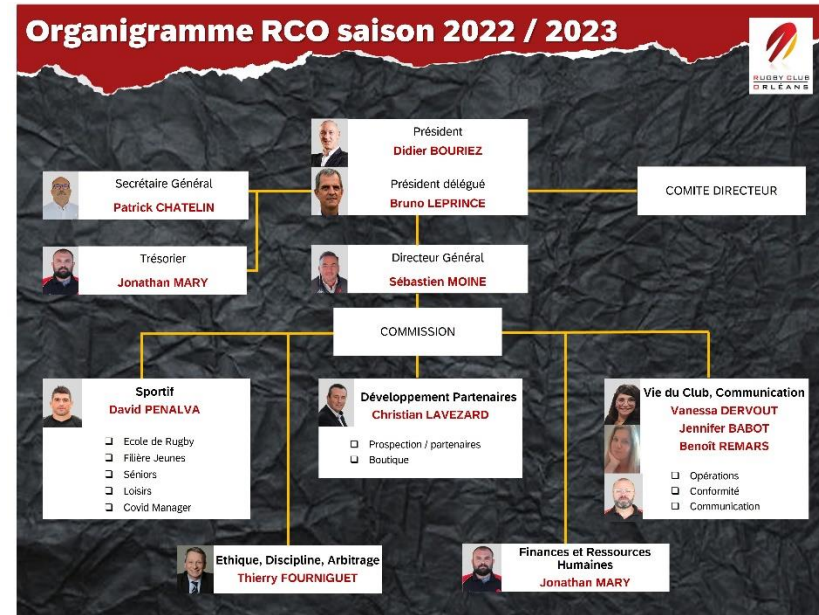 Organigramme RCO saison 2022 / 2023
RUGBY CLUB
ORLÉANS
Président
Didier BOURIEZ
Président délégué
Bruno LEPRINCE
Secrétaire Général
Patrick CHATELIN
COMITE DIRECTEUR
Trésorier
Jonathan MARY
Directeur Général
Sébastien MOINE
COMMISSION
Sportif
David PENALVA
❑ Ecole de Rugby
❑ Filière Jeunes
❑ Séniors
❑ Loisirs
❑ Covid Manager
Développement Partenaires
Christian LAVEZARD
❑ Prospection / partenaires
❑ Boutique
Vie du Club, Communication
Vanessa DERVOUT
Jennifer BABOT
Benoît REMARS
❑ Opérations
❑ Conformité
❑ Communication
Ethique, Discipline, Arbitrage
Thierry FOURNIGUET
Finances et Ressources
Humaines
Jonathan MARY